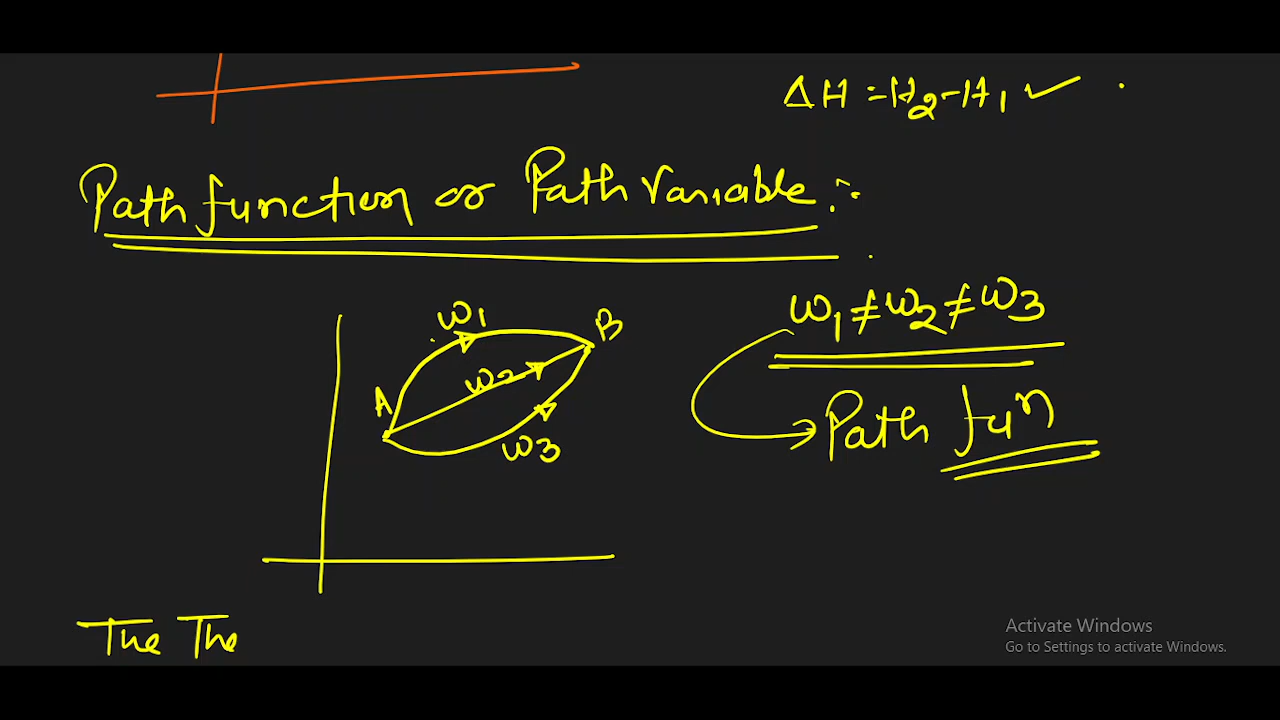 ΔH = H2-H1 ✓
Path function or Path Variable :-
W1 ≠ W2 ≠ W3
W1
B
W2
A
W3
Path fun
The The
Activate Windows
Go to Settings to activate Windows.